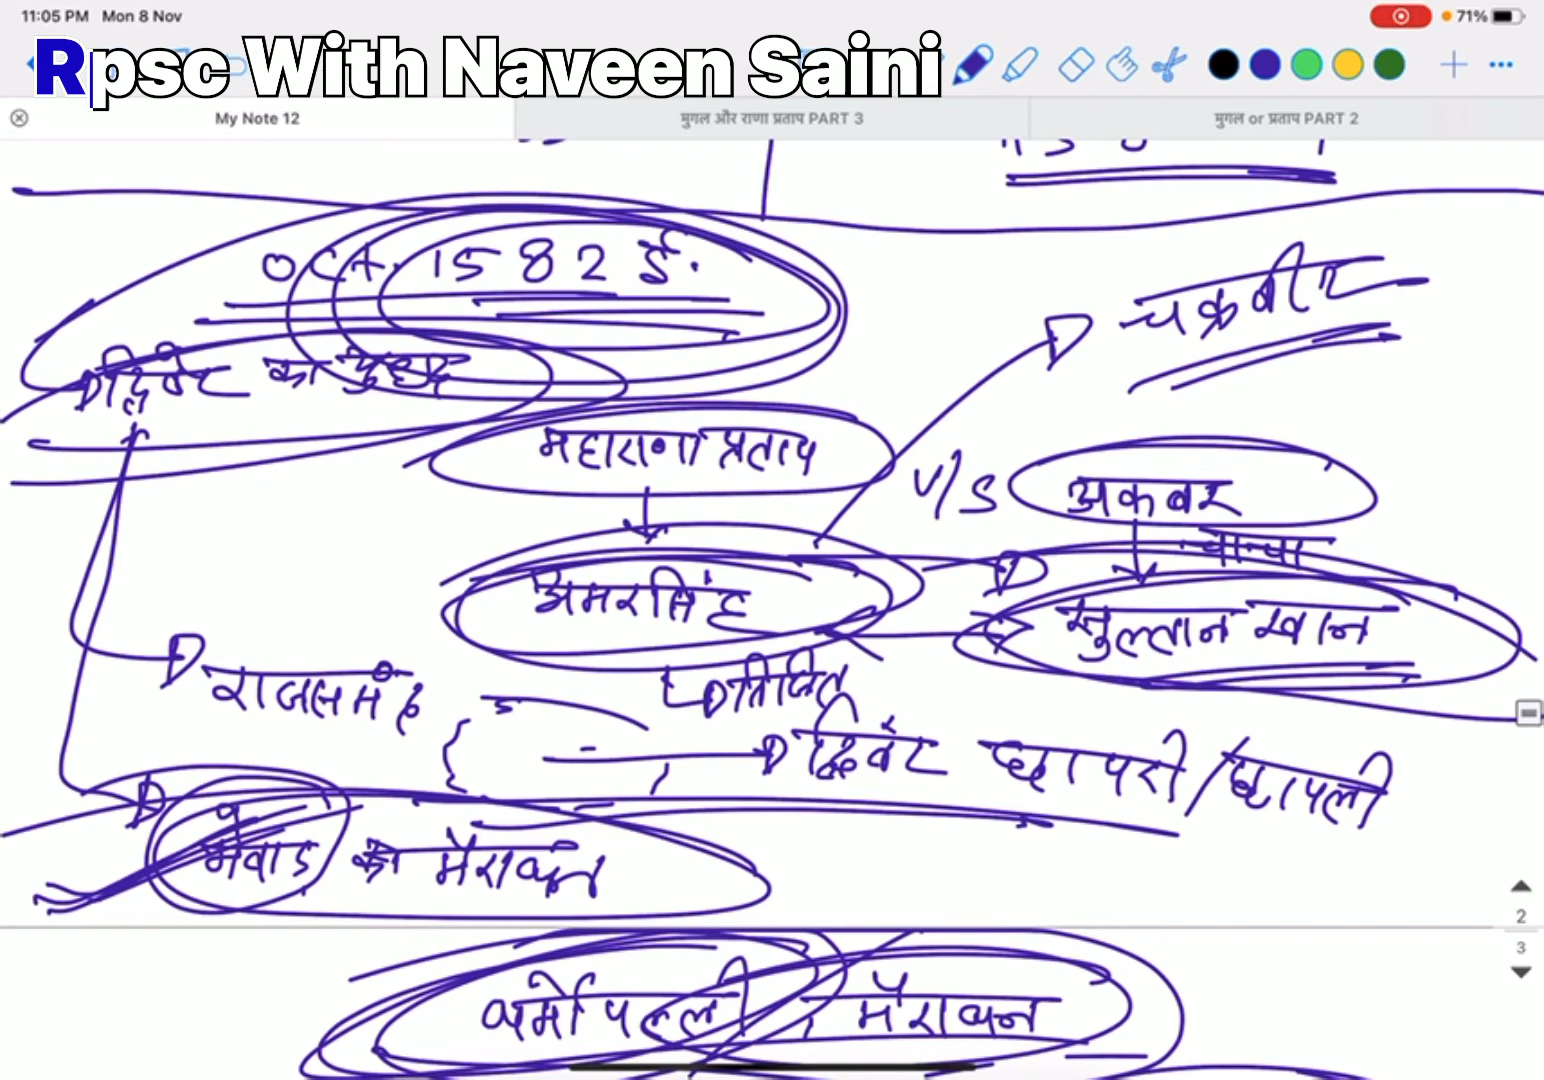 11:05 PM Mon 8 Nov 71%
Rpsc With Naveen Saini
My Note 12 मुगल और राणा प्रताप PART 3 मुगल or प्रताप PART 2
oct. 1582 ई.
चक्रवीर
दिवेर का युद्ध
महाराणा प्रताप
V/S अकबर
चाचा
अमरसिंह सुल्तान खान
राजसमंद
दिवेर छापरी/छापली
मेवाड का मैराथन
थर्मोपल्ली, मैराथन
2
3